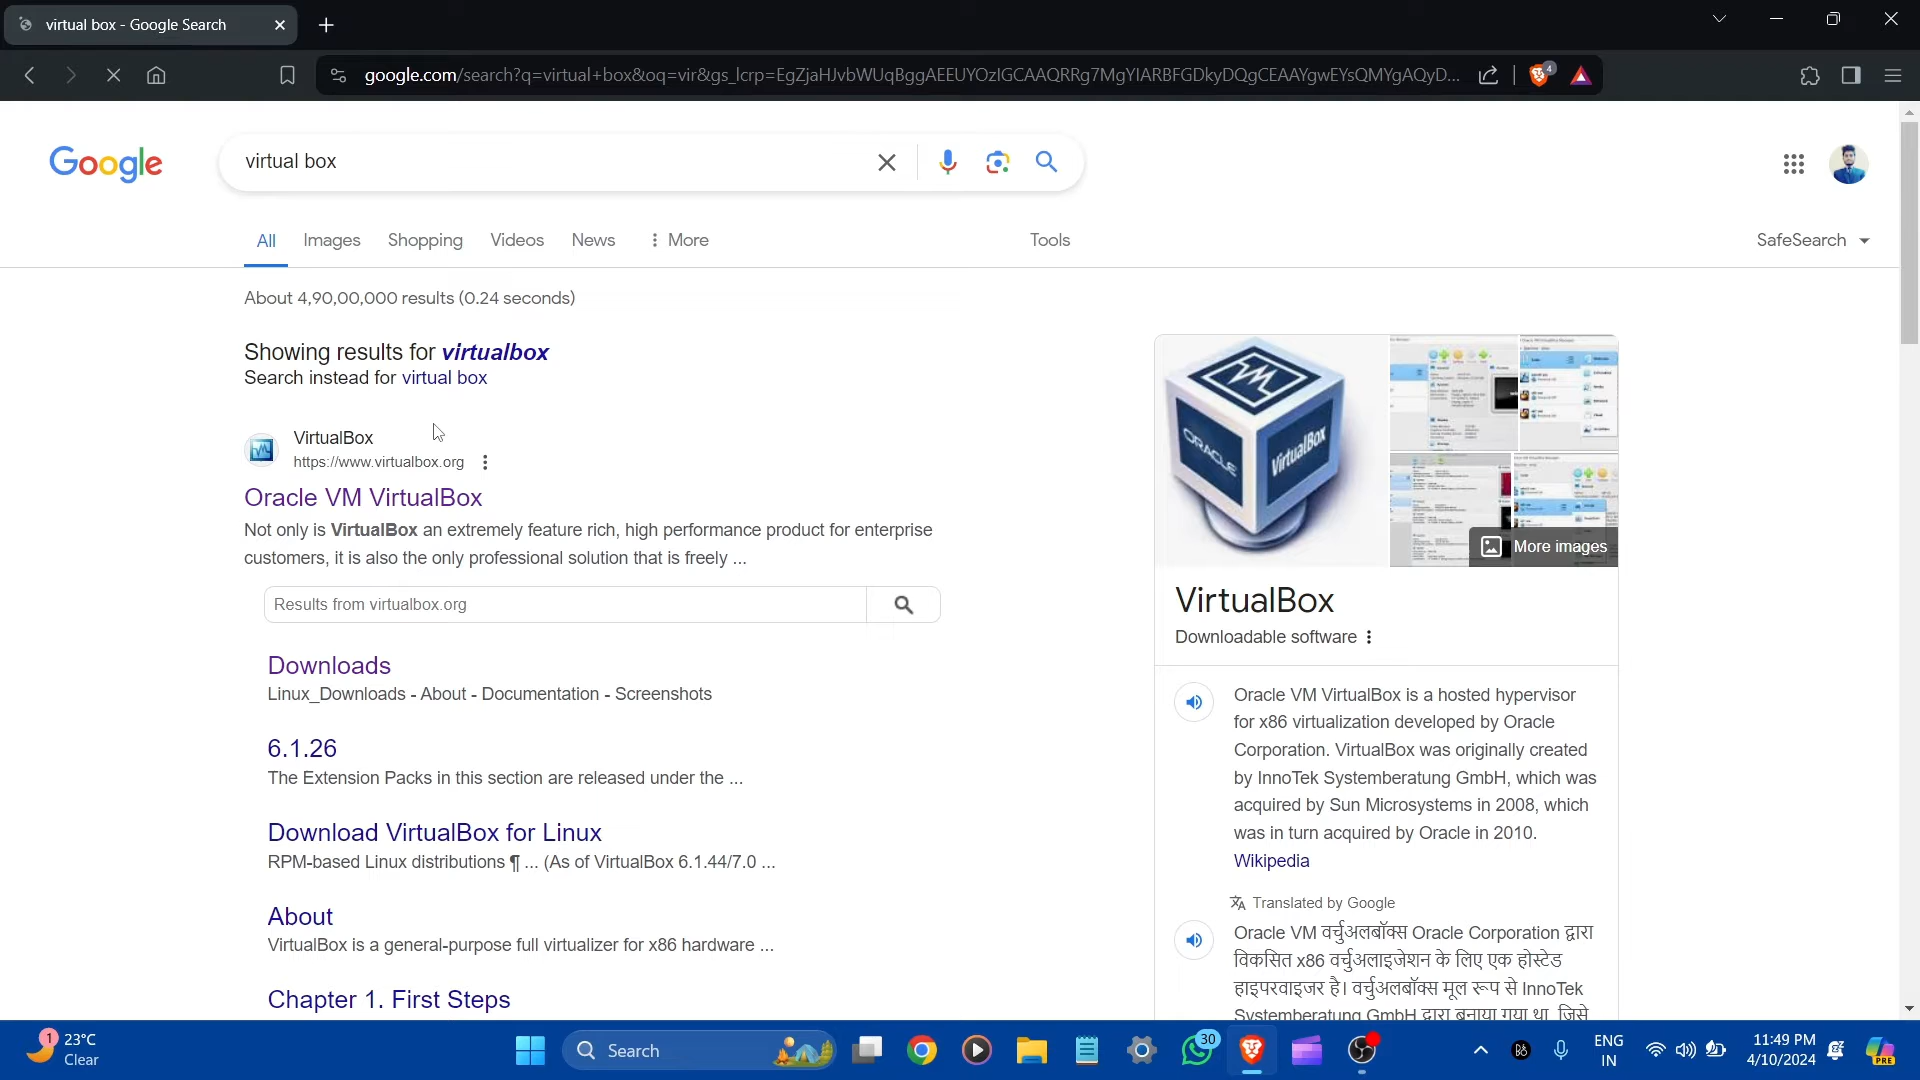 virtual box - Google Search
google.com/search?q=virtual+box&oq=vir&gs_lcrp=EgZjaHJvbWUqBggAEEUYOzIGCAAQRRg7MgYIARBFGDkyDQgCEAAYgwEYsQMYgAQyD...
4
Google
virtual box
All Images Shopping Videos News More Tools SafeSearch
About 4,90,00,000 results (0.24 seconds)
Showing results for virtualbox
Search instead for virtual box
VirtualBox
https://www.virtualbox.org
Oracle VM VirtualBox
Not only is VirtualBox an extremely feature rich, high performance product for enterprise
customers, it is also the only professional solution that is freely ...
Results from virtualbox.org
Downloads
Linux_Downloads - About - Documentation - Screenshots
6.1.26
The Extension Packs in this section are released under the ...
Download VirtualBox for Linux
RPM-based Linux distributions ¶ ... (As of VirtualBox 6.1.44/7.0 ...
About
VirtualBox is a general-purpose full virtualizer for x86 hardware ...
Chapter 1. First Steps
ORACLE
VirtualBox
More images
VirtualBox
Downloadable software
Oracle VM VirtualBox is a hosted hypervisor
for x86 virtualization developed by Oracle
Corporation. VirtualBox was originally created
by InnoTek Systemberatung GmbH, which was
acquired by Sun Microsystems in 2008, which
was in turn acquired by Oracle in 2010.
Wikipedia
Translated by Google
Oracle VM वर्चुअलबॉक्स Oracle Corporation द्वारा
विकसित x86 वर्चुअलाइजेशन के लिए एक होस्टेड
हाइपरवाइजर है। वर्चुअलबॉक्स मूल रूप से InnoTek
Systemberatung GmbH द्वारा बनाया गया था, जिसे
1
23°C
Clear
Search
30
ENG
IN
11:49 PM
4/10/2024
PRE